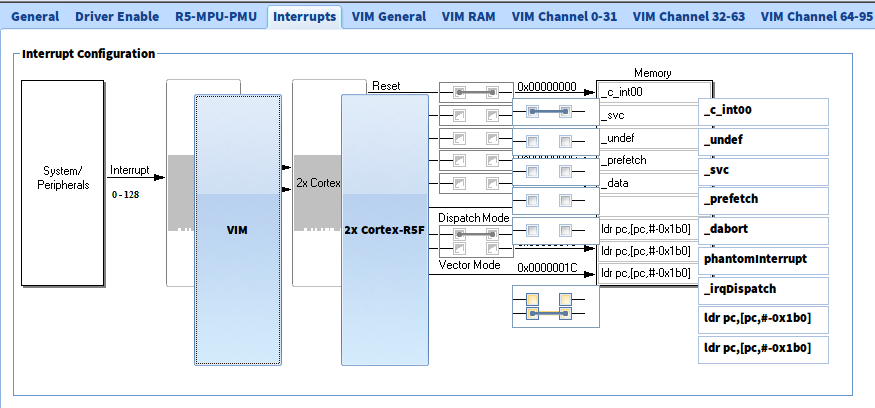 General Driver Enable R5-MPU-PMU Interrupts VIM General VIM RAM VIM Channel 0-31 VIM Channel 32-63 VIM Channel 64-95
Interrupt Configuration
Memory
Reset
0x00000000
_c_int00
_c_int00
_svc
_undef
_undef
_prefetch
System/
Peripherals
Interrupt
0 - 128
2x Cortex
_data
_svc
_prefetch
VIM
2x Cortex-R5F
Dispatch Mode
ldr pc,[pc,#-0x1b0]
_dabort
ldr pc,[pc,#-0x1b0]
phantomInterrupt
Vector Mode
0x0000001C
ldr pc,[pc,#-0x1b0]
_irqDispatch
ldr pc,[pc,#-0x1b0]
ldr pc,[pc,#-0x1b0]